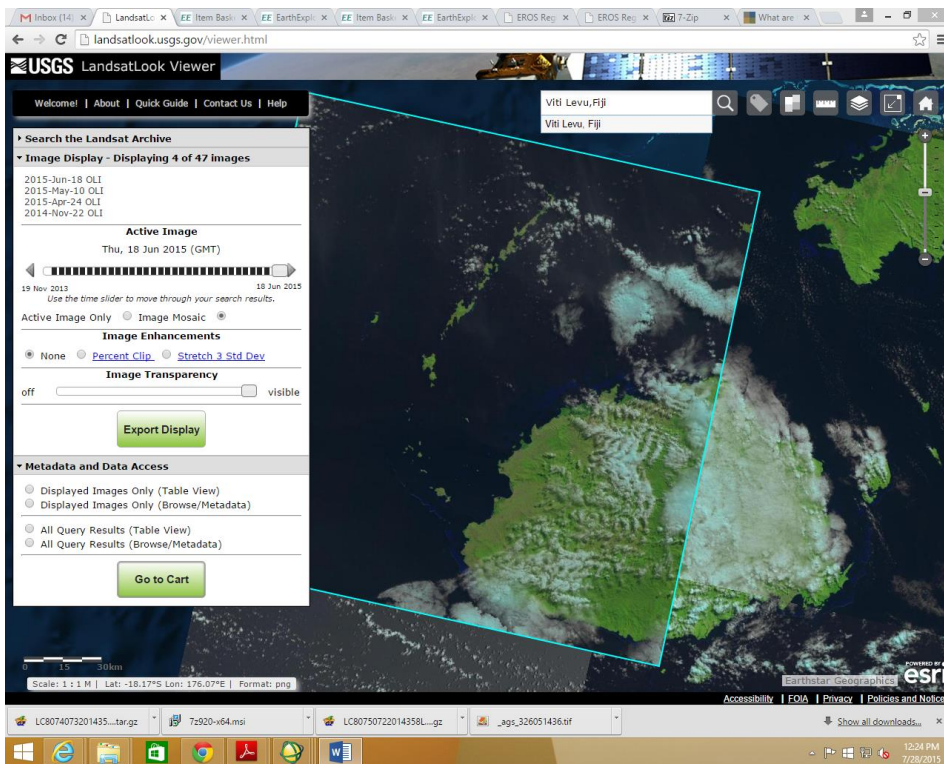 Inbox (14)
LandsatLo
EE Item Bask
EE EarthExplo
EE Item Bask
EE EarthExplo
EROS Reg
EROS Reg
7-Zip
What are
landsatlook.usgs.gov/viewer.html
USGS LandsatLook Viewer
Welcome! | About | Quick Guide | Contact Us | Help
Viti Levu,Fiji
Viti Levu, Fiji
Search the Landsat Archive
Image Display - Displaying 4 of 47 images
2015-Jun-18 OLI
2015-May-10 OLI
2015-Apr-24 OLI
2014-Nov-22 OLI
Active Image
Thu, 18 Jun 2015 (GMT)
19 Nov 2013 18 Jun 2015
Use the time slider to move through your search results.
Active Image Only Image Mosaic
Image Enhancements
None Percent Clip Stretch 3 Std Dev
Image Transparency
off visible
Export Display
Metadata and Data Access
Displayed Images Only (Table View)
Displayed Images Only (Browse/Metadata)
All Query Results (Table View)
All Query Results (Browse/Metadata)
Go to Cart
0 15 30km
Scale: 1 : 1 M | Lat: -18.17°S Lon: 176.07°E | Format: png
POWERED BY
esri
Earthstar Geographics
Accessibility | FOIA | Privacy | Policies and Notice
LC8074073201435....tar.gz
7z920-x64.msi
LC80750722014358L....gz
_ags_326051436.tif
Show all downloads...
12:24 PM
7/28/2015